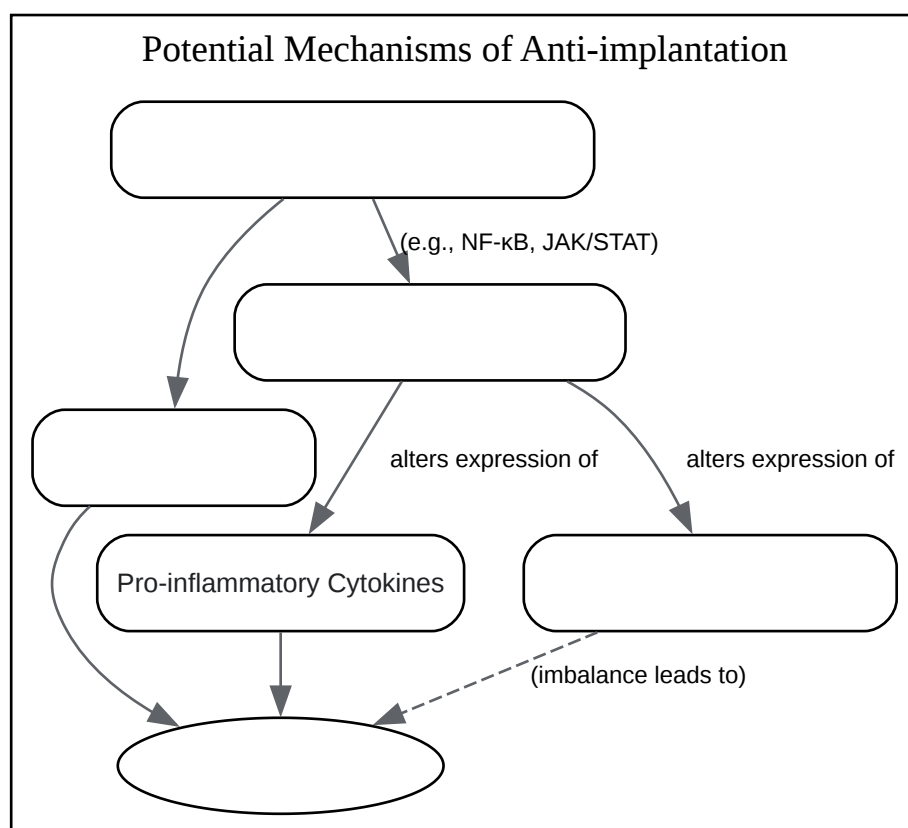 Potential Mechanisms of Anti-implantation
(e.g., NF-κB, JAK/STAT)
alters expression of
alters expression of
Pro-inflammatory Cytokines
(imbalance leads to)